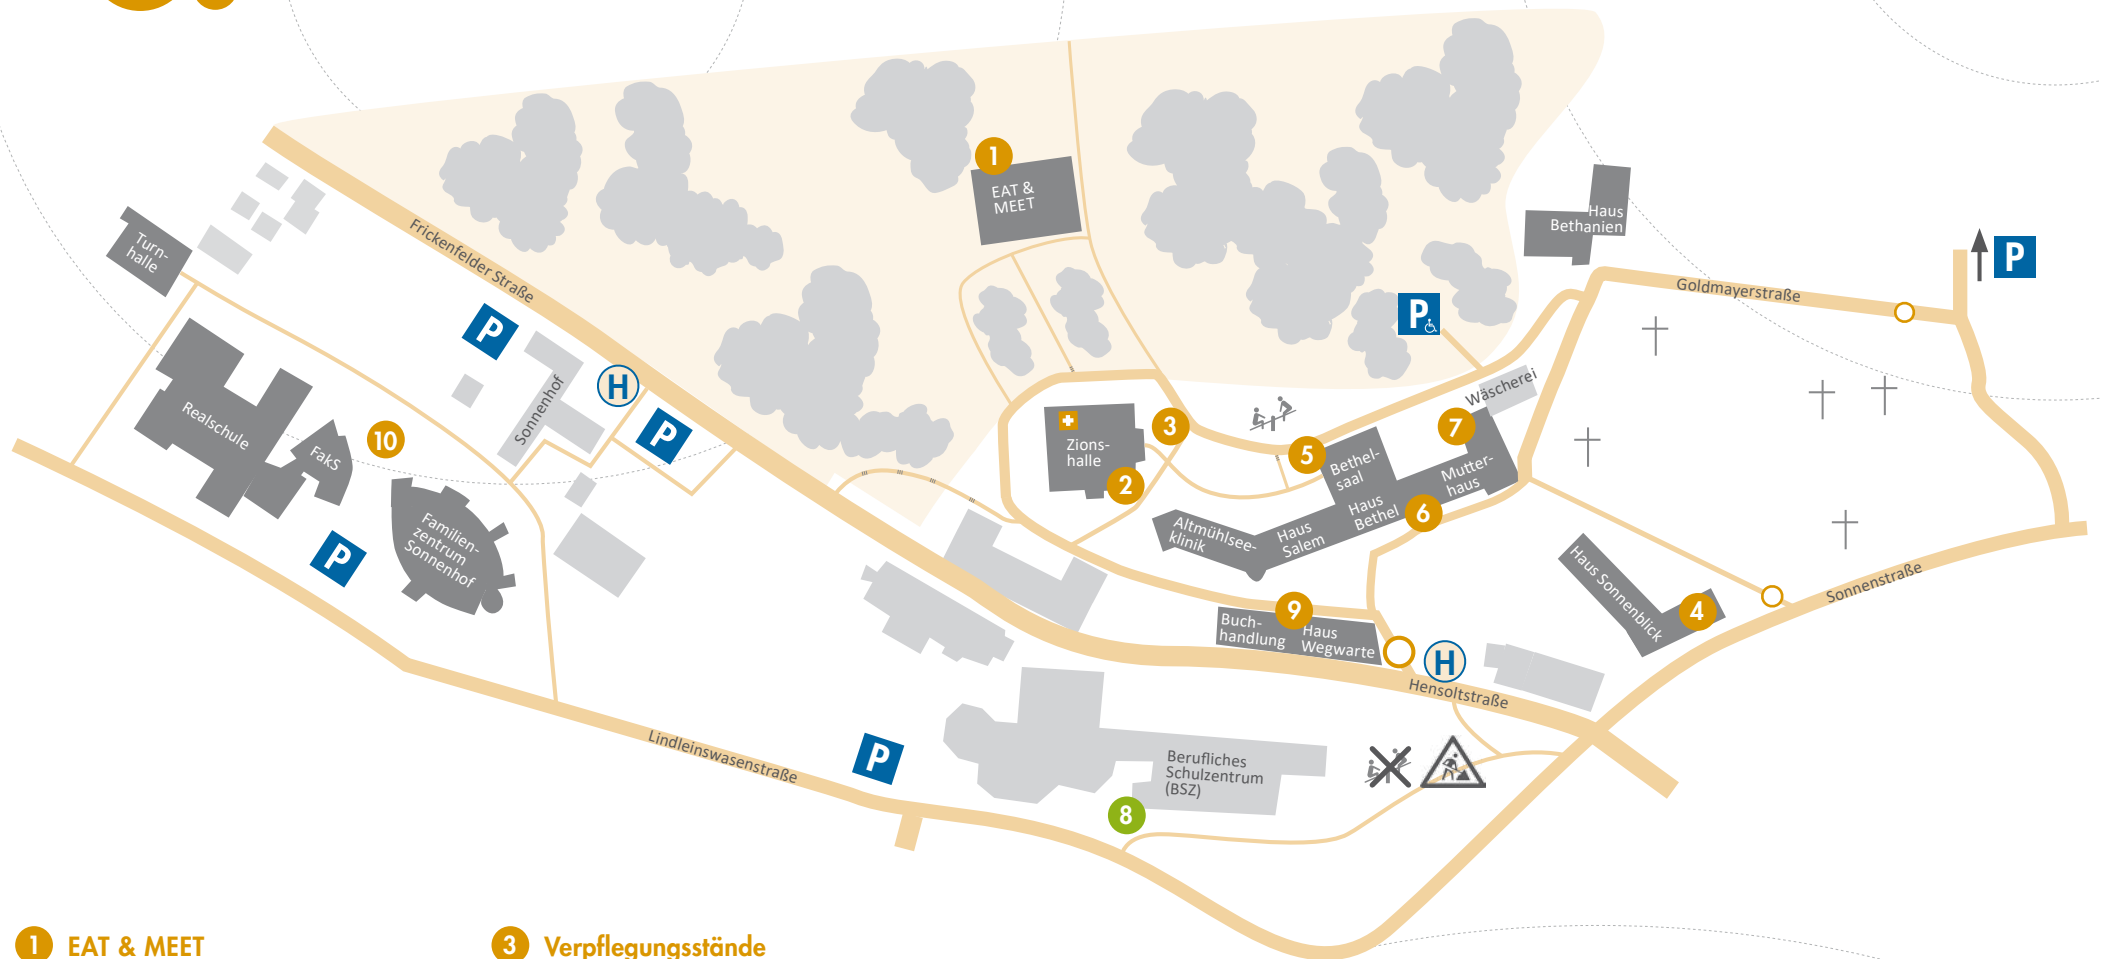 1
EAT &
MEET
Haus
Bethanien
Turn-
halle
Frickenfelder Straße
P
Goldmayerstraße
P
P
P
H
Sonnenhof
Realschule
FakS
10
P
Zions-
halle
3
2
Wäscherei
7
5
Bethel-
saal
Mutter-
haus
Haus
Bethel
6
Altmühlsee-
klinik
Haus
Salem
Familien-
zentrum
Sonnenhof
P
Haus Sonnenblick
4
Sonnenstraße
9
Buch-
handlung
Haus
Wegwarte
H
Hensoltstraße
Lindleinswasenstraße
P
Berufliches
Schulzentrum
(BSZ)
8
1 EAT & MEET
3 Verpflegungsstände